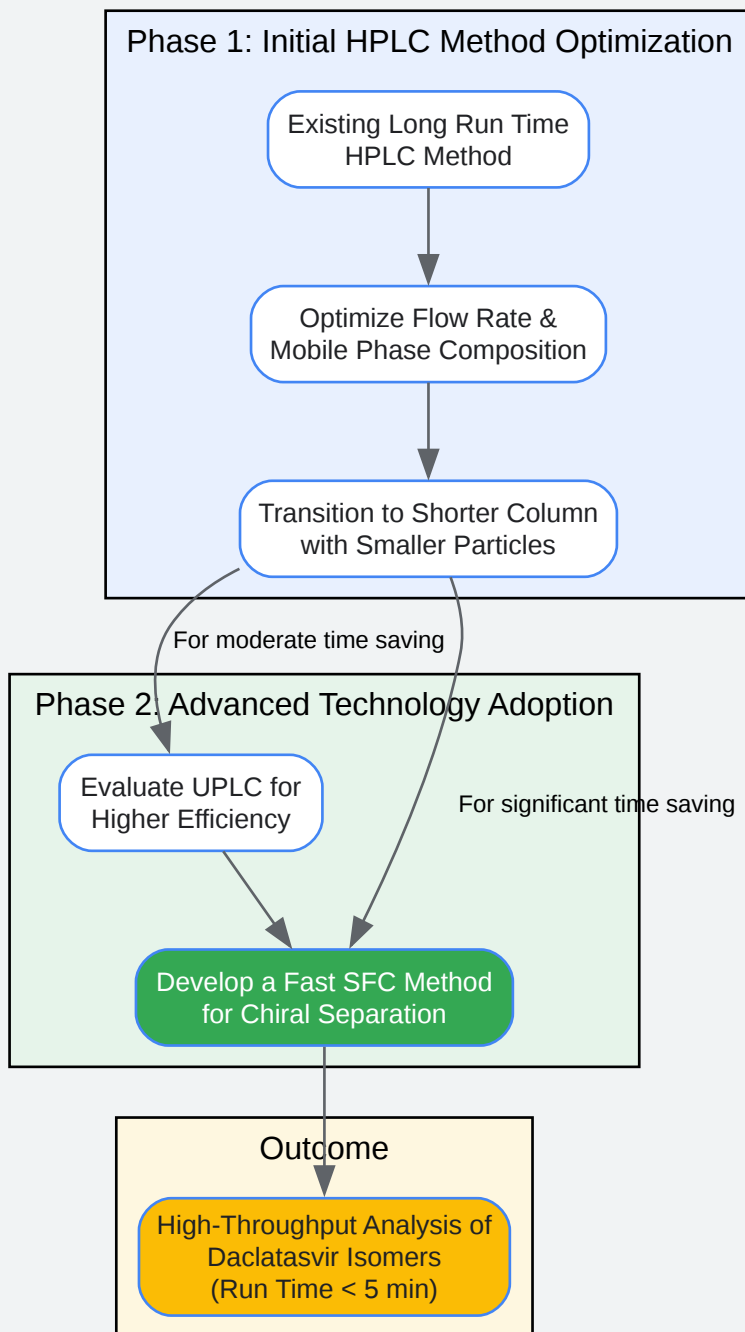 Phase 1: Initial HPLC Method Optimization
Existing Long Run Time
HPLC Method
Optimize Flow Rate &
Mobile Phase Composition
Transition to Shorter Column
with Smaller Particles
For moderate time saving
Phase 2: Advanced Technology Adoption
Evaluate UPLC for
Higher Efficiency
For significant time saving
Develop a Fast SFC Method
for Chiral Separation
Outcome
High-Throughput Analysis of
Daclatasvir Isomers
(Run Time < 5 min)